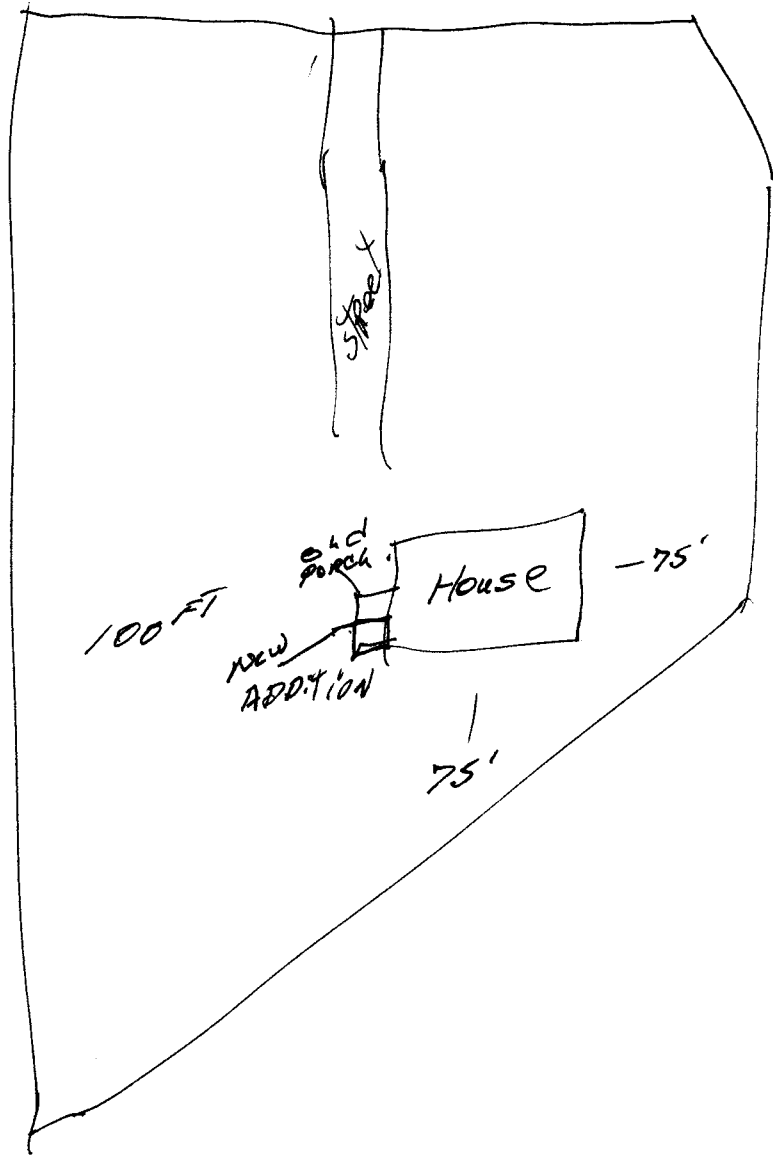 Street
old
PORCH
House
-75'
100 FT
NEW
ADDITION
75'